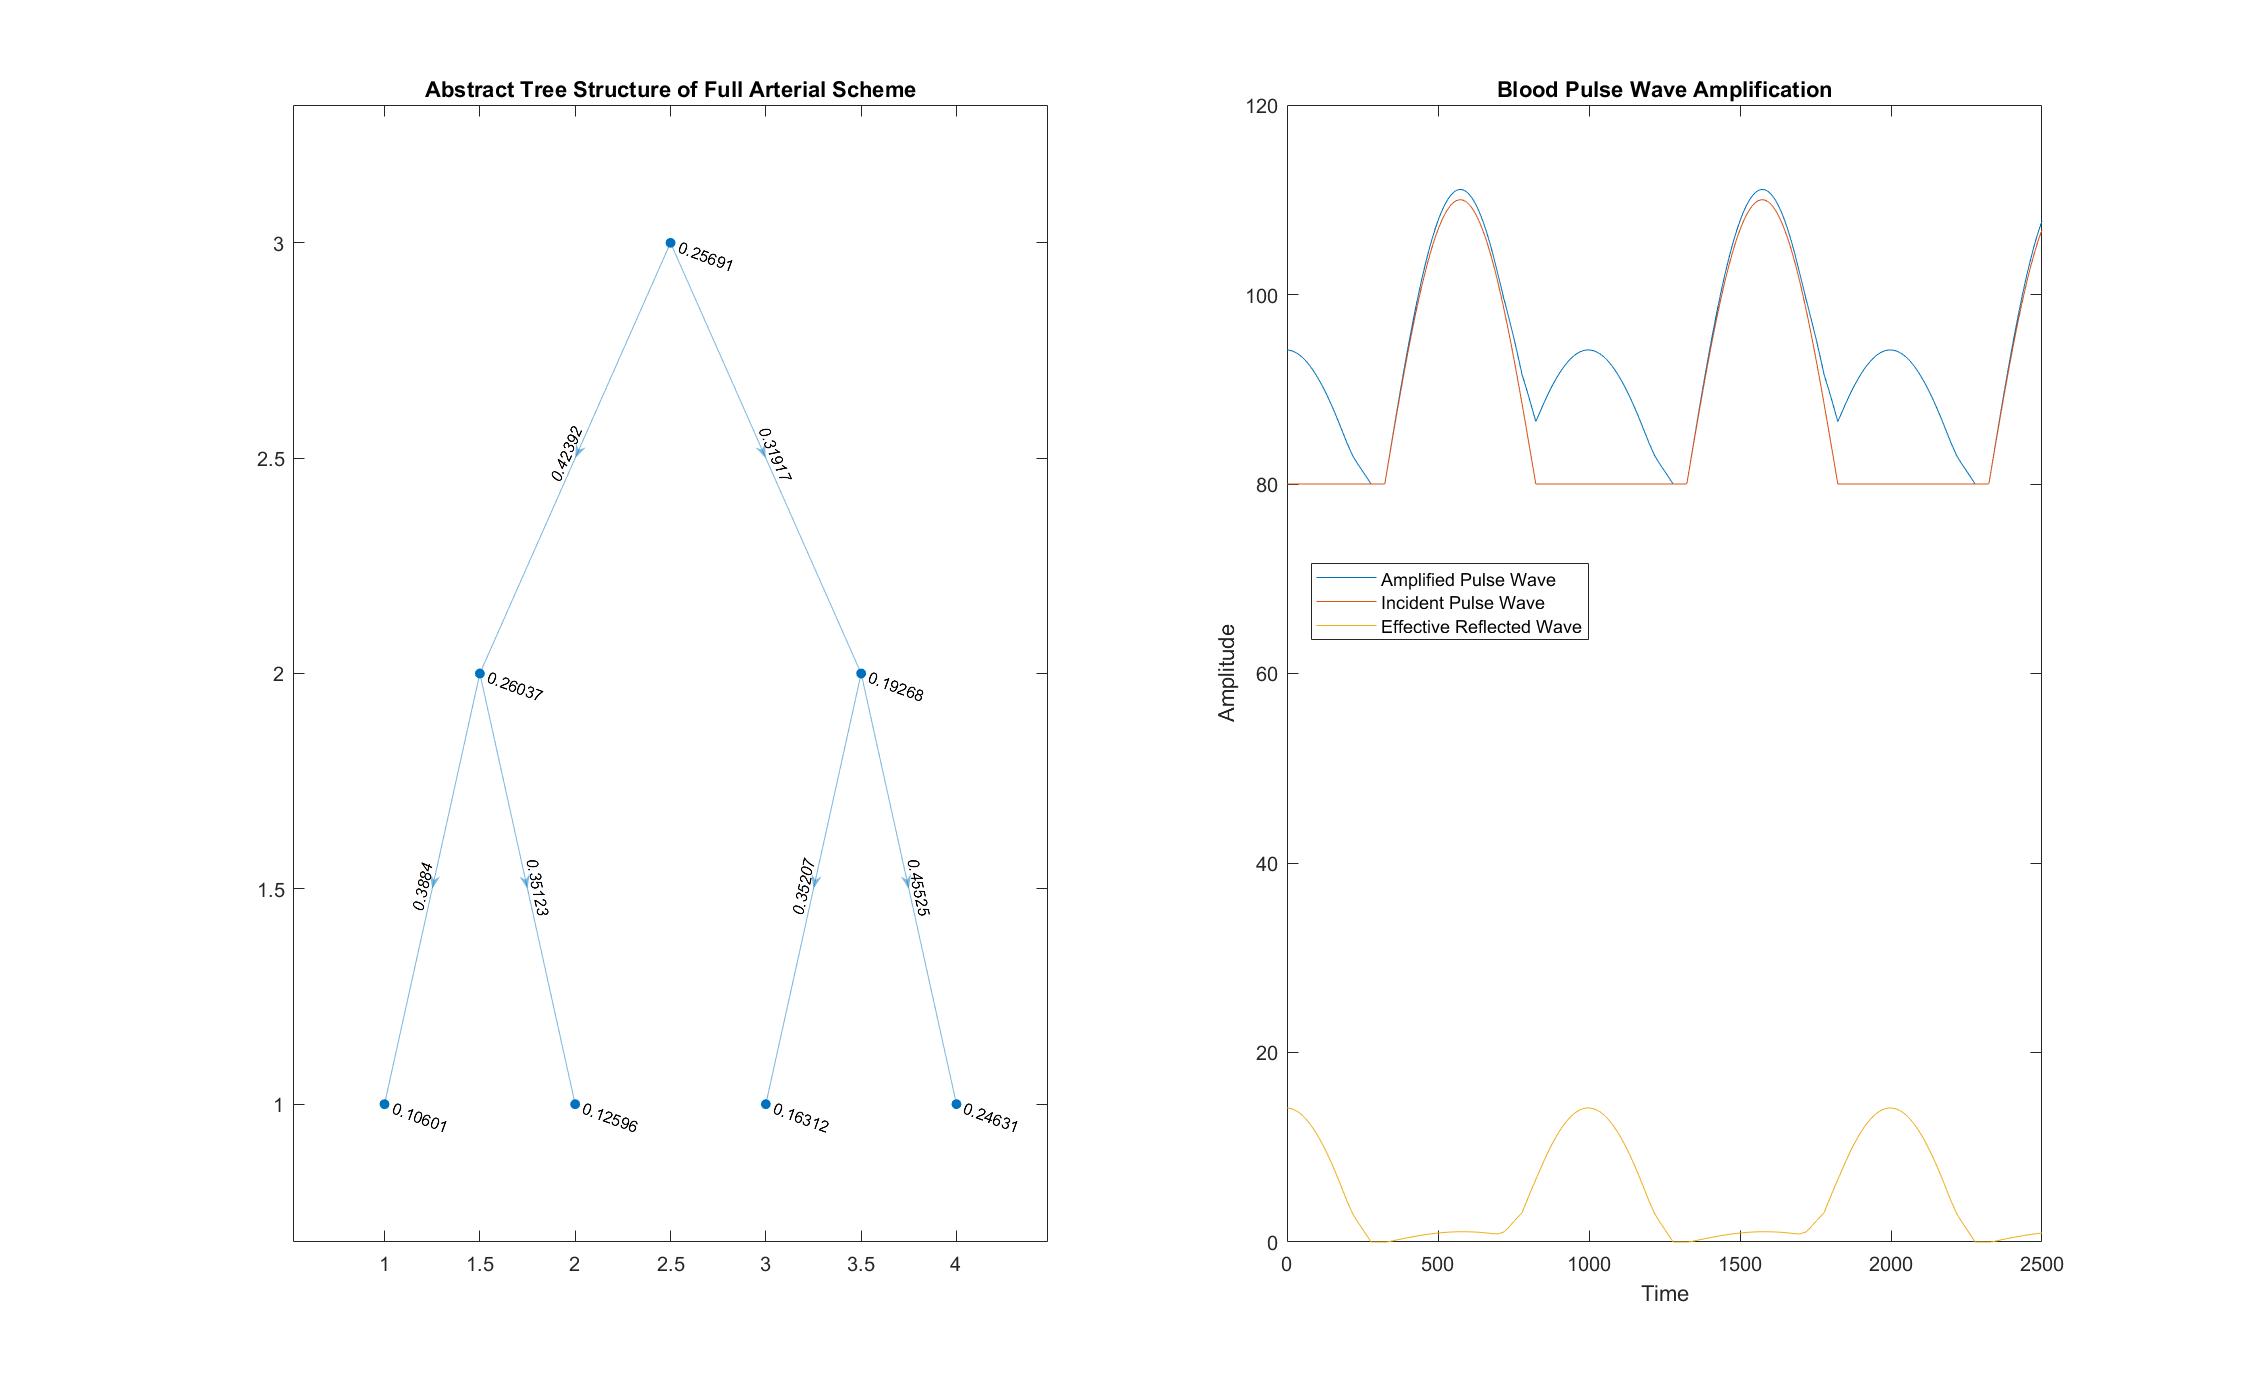 Abstract Tree Structure of Full Arterial Scheme
3
2.5
2
1.5
1
0.25691
0.42392
0.31917
0.26037
0.19268
0.3884
0.35123
0.35207
0.45525
0.10601
0.12596
0.16312
0.24631
1 1.5 2 2.5 3 3.5 4
Blood Pulse Wave Amplification
120
100
80
60
40
20
0
Amplitude
Amplified Pulse Wave
Incident Pulse Wave
Effective Reflected Wave
0 500 1000 1500 2000 2500
Time